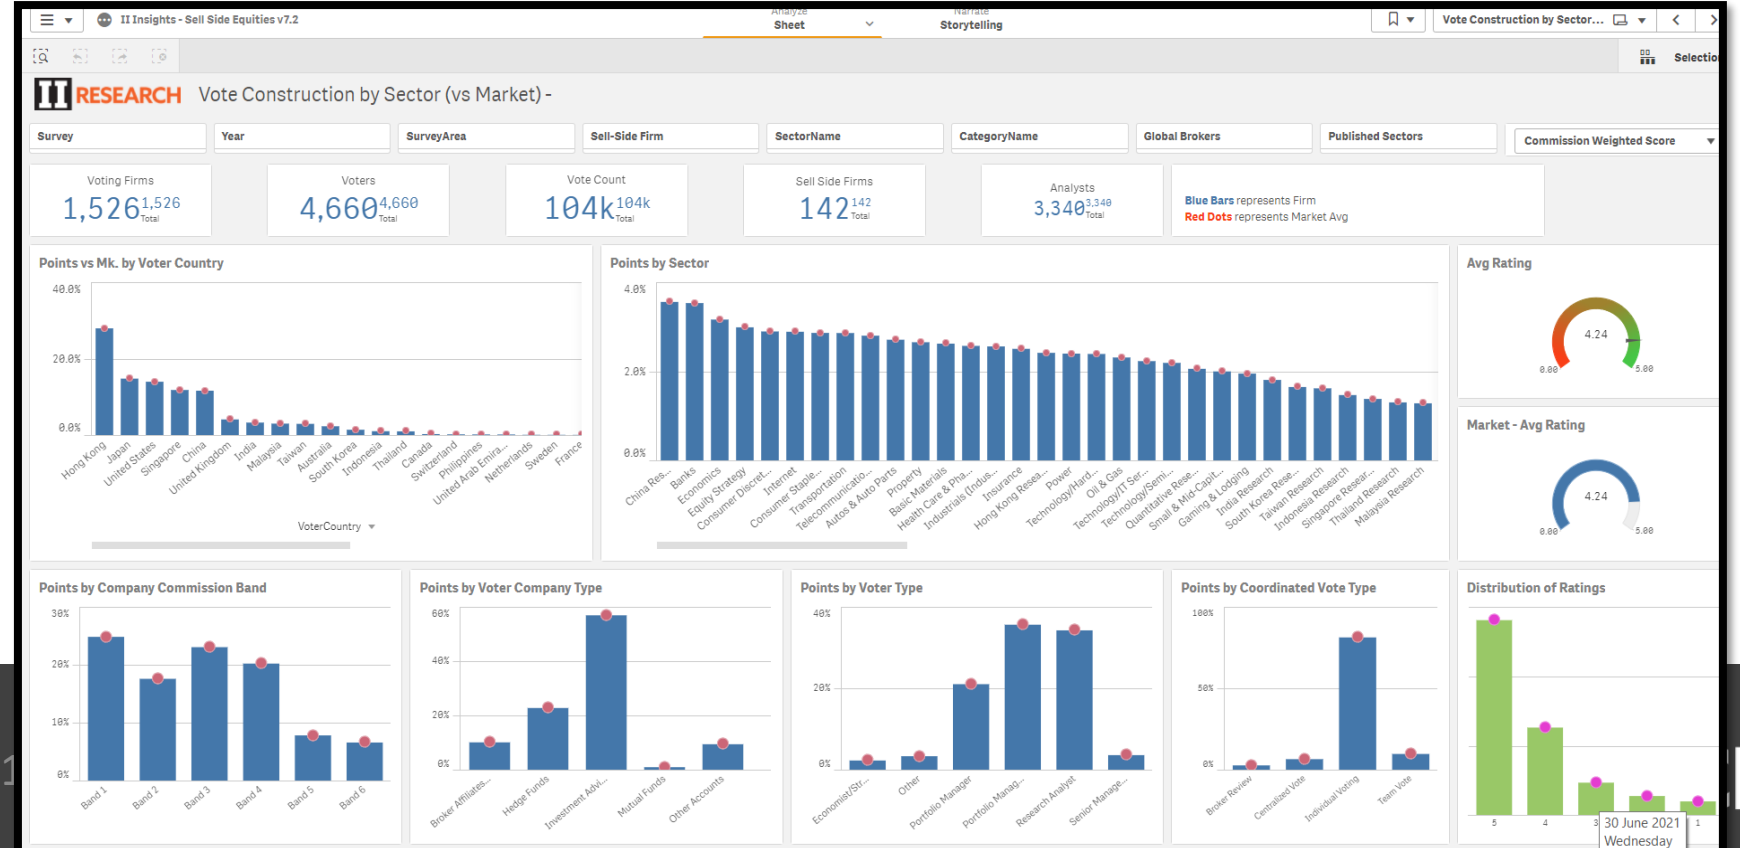 Analyze
Narrate
II Insights - Sell Side Equities v7.2
Sheet
Storytelling
Vote Construction by Sector...
Selection
II RESEARCH
Vote Construction by Sector (vs Market) -
Survey
Year
SurveyArea
Sell-Side Firm
SectorName
CategoryName
Global Brokers
Published Sectors
Commission Weighted Score
Voting Firms
1,526 1,526
Total
Voters
4,660 4,660
Total
Vote Count
104k 104k
Total
Sell Side Firms
142 142
Total
Analysts
3,340 3,340
Total
Blue Bars represents Firm
Red Dots represents Market Avg
Points vs Mk. by Voter Country
40.0%
20.0%
0.0%
Hong Kong
Japan
United States
Singapore
China
United Kingdom
India
Malaysia
Taiwan
Australia
South Korea
Indonesia
Thailand
Canada
Switzerland
Philippines
United Arab Emira...
Netherlands
Sweden
France
VoterCountry
Points by Sector
4.0%
2.0%
0.0%
China Res...
Banks
Economics
Equity Strategy
Consumer Discret...
Internet
Consumer Staple...
Transportation
Telecommunicatio...
Autos & Auto Parts
Property
Basic Materials
Health Care & Pha...
Industrials (Indus...
Insurance
Hong Kong Resea...
Power
Technology/Hard...
Oil & Gas
Technology/IT Ser...
Technology/Semi...
Quantitative Rese...
Small & Mid-Capit...
Gaming & Lodging
India Research
South Korea Rese...
Taiwan Research
Indonesia Research
Singapore Resear...
Thailand Research
Malaysia Research
Avg Rating
4.24
0.00
5.00
Market - Avg Rating
4.24
0.00
5.00
Points by Company Commission Band
30%
20%
10%
0%
Band 1
Band 2
Band 3
Band 4
Band 5
Band 6
Points by Voter Company Type
60%
40%
20%
0%
Broker Affiliates...
Hedge Funds
Investment Advi...
Mutual Funds
Other Accounts
Points by Voter Type
40%
20%
0%
Economist/Str...
Other
Portfolio Manager
Portfolio Manag...
Research Analyst
Senior Manage...
Points by Coordinated Vote Type
100%
50%
0%
Broker Review
Centralized Vote
Individual Voting
Team Vote
Distribution of Ratings
5
4
3
1
30 June 2021
Wednesday